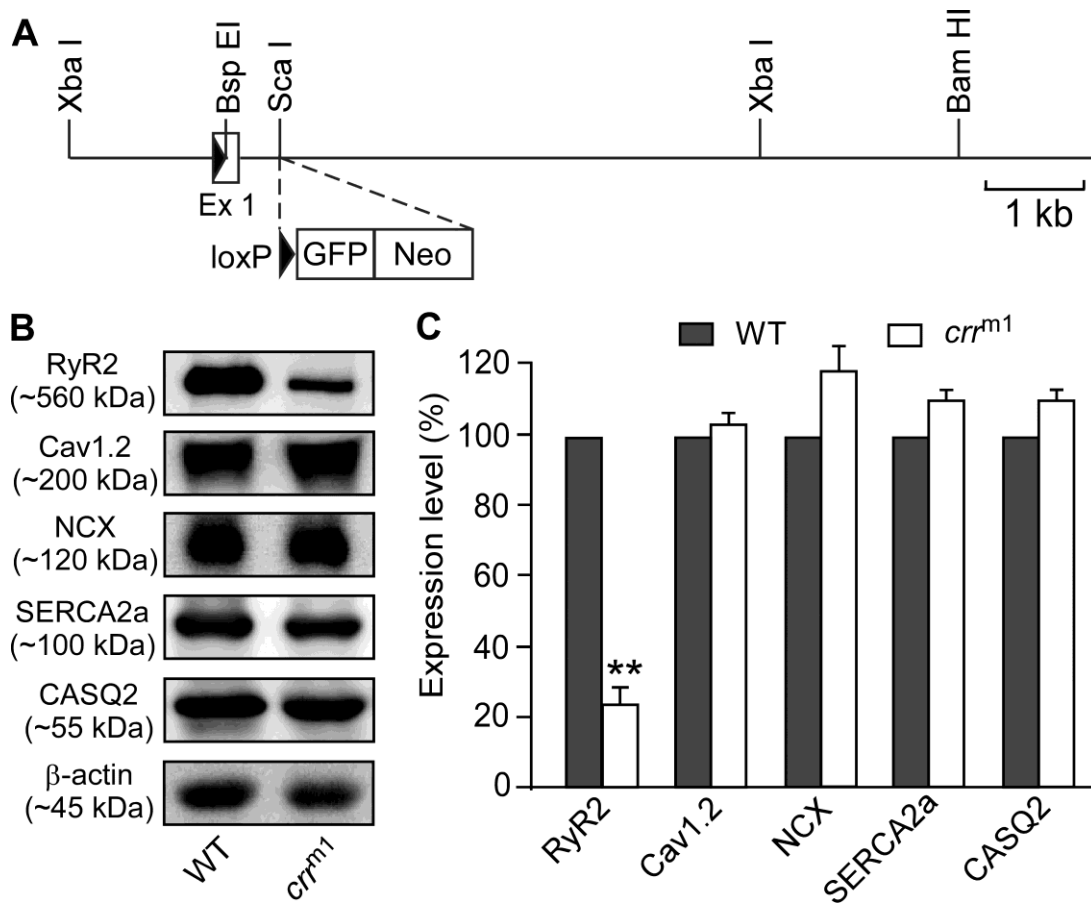 A
Xba I
Bsp EI
Sca I
Xba I
Bam HI
Ex 1
1 kb
loxP
GFP
Neo
B
RyR2
(~560 kDa)
Cav1.2
(~200 kDa)
NCX
(~120 kDa)
SERCA2a
(~100 kDa)
CASQ2
(~55 kDa)
β-actin
(~45 kDa)
WT
crrm1
C
WT
crrm1
Expression level (%)
120
100
80
60
40
20
0
**
RyR2
Cav1.2
NCX
SERCA2a
CASQ2